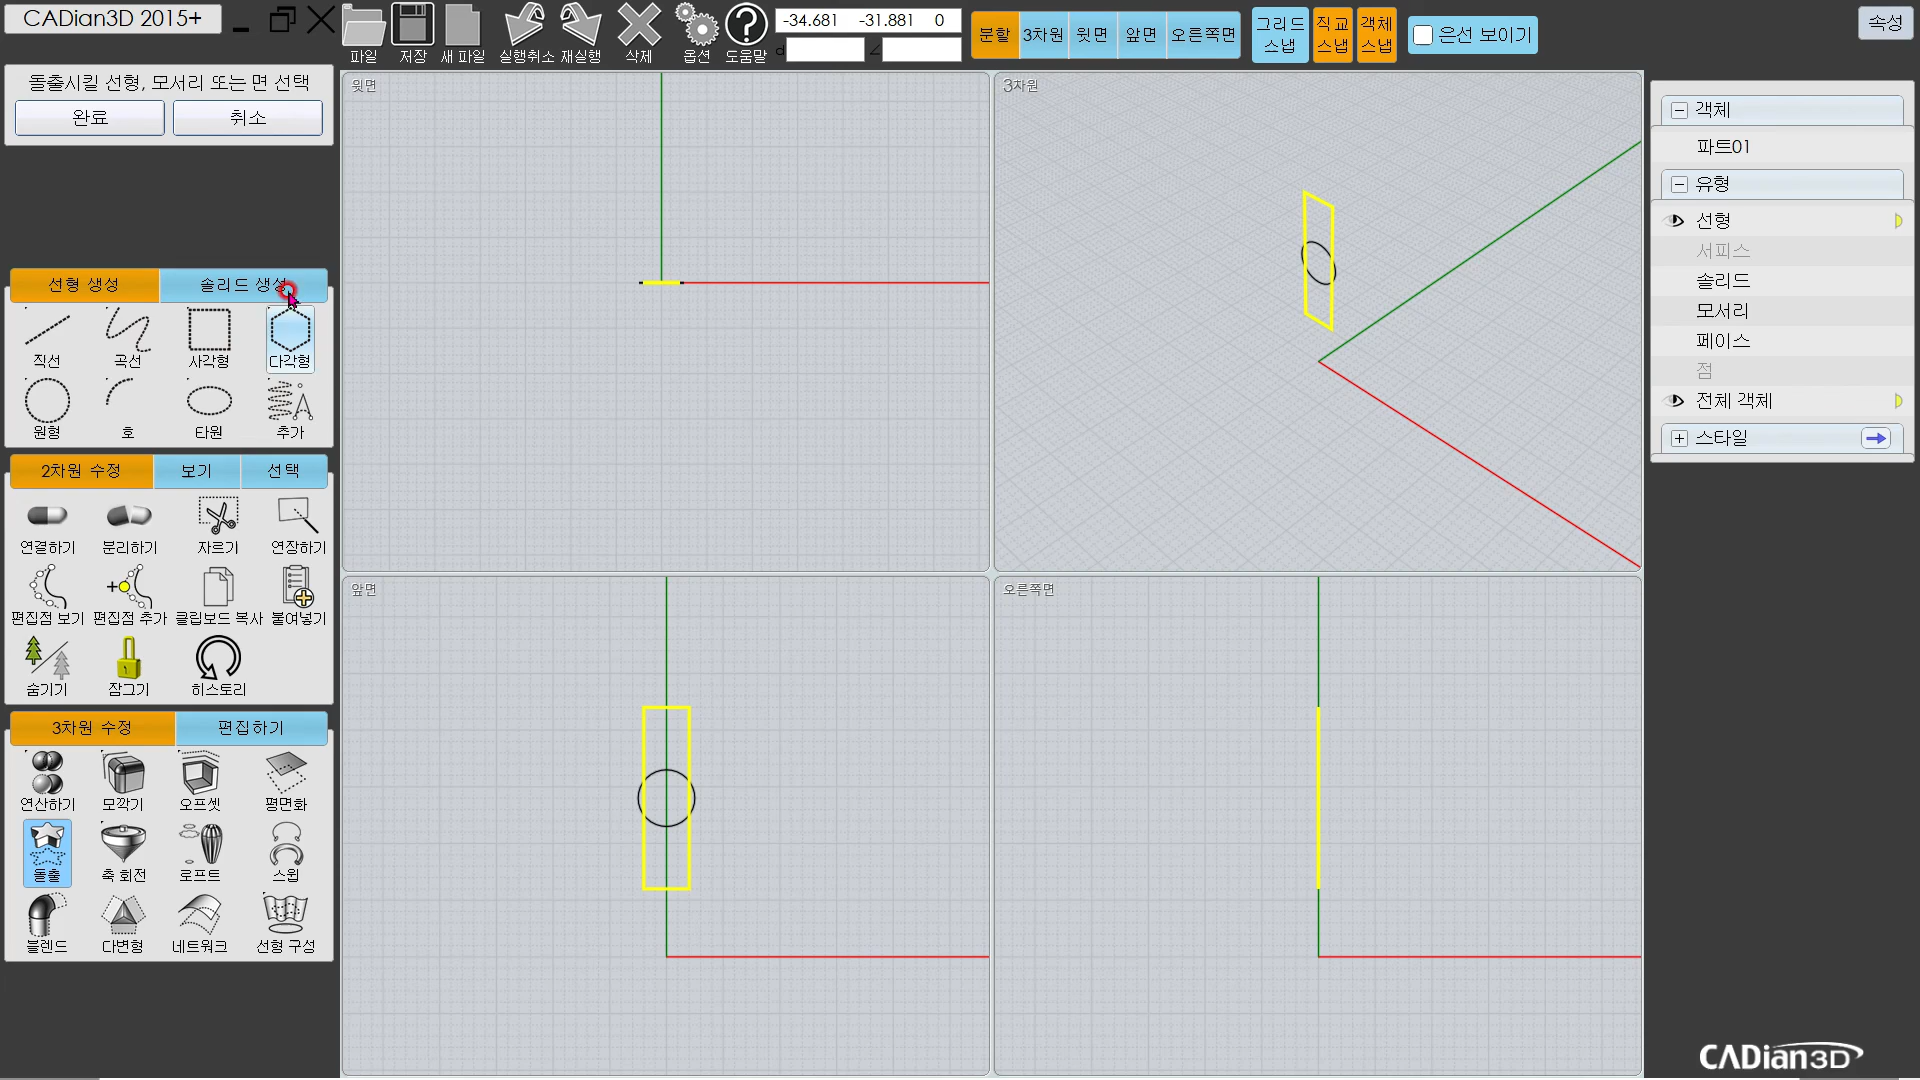 CADian3D 2015+
파일
저장
새 파일
실행취소
재실행
삭제
옵션
도움말
-34.681 -31.881 0
d
∠
분할
3차원
윗면
앞면
오른쪽면
그리드
스냅
직교
스냅
객체
스냅
은선 보이기
속성
돌출시킬 선형, 모서리 또는 면 선택
완료
취소
선형 생성
솔리드 생성
직선
곡선
사각형
다각형
원형
호
타원
추가
2차원 수정
보기
선택
연결하기
분리하기
자르기
연장하기
편집점 보기
편집점 추가
클립보드 복사
붙여넣기
숨기기
잠그기
히스토리
3차원 수정
편집하기
연산하기
모깍기
오프셋
평면화
돌출
축 회전
로프트
스윕
블렌드
다변형
네트워크
선형 구성
윗면
3차원
앞면
오른쪽면
객체
파트01
유형
선형
서피스
솔리드
모서리
페이스
점
전체 객체
스타일
CADian3D